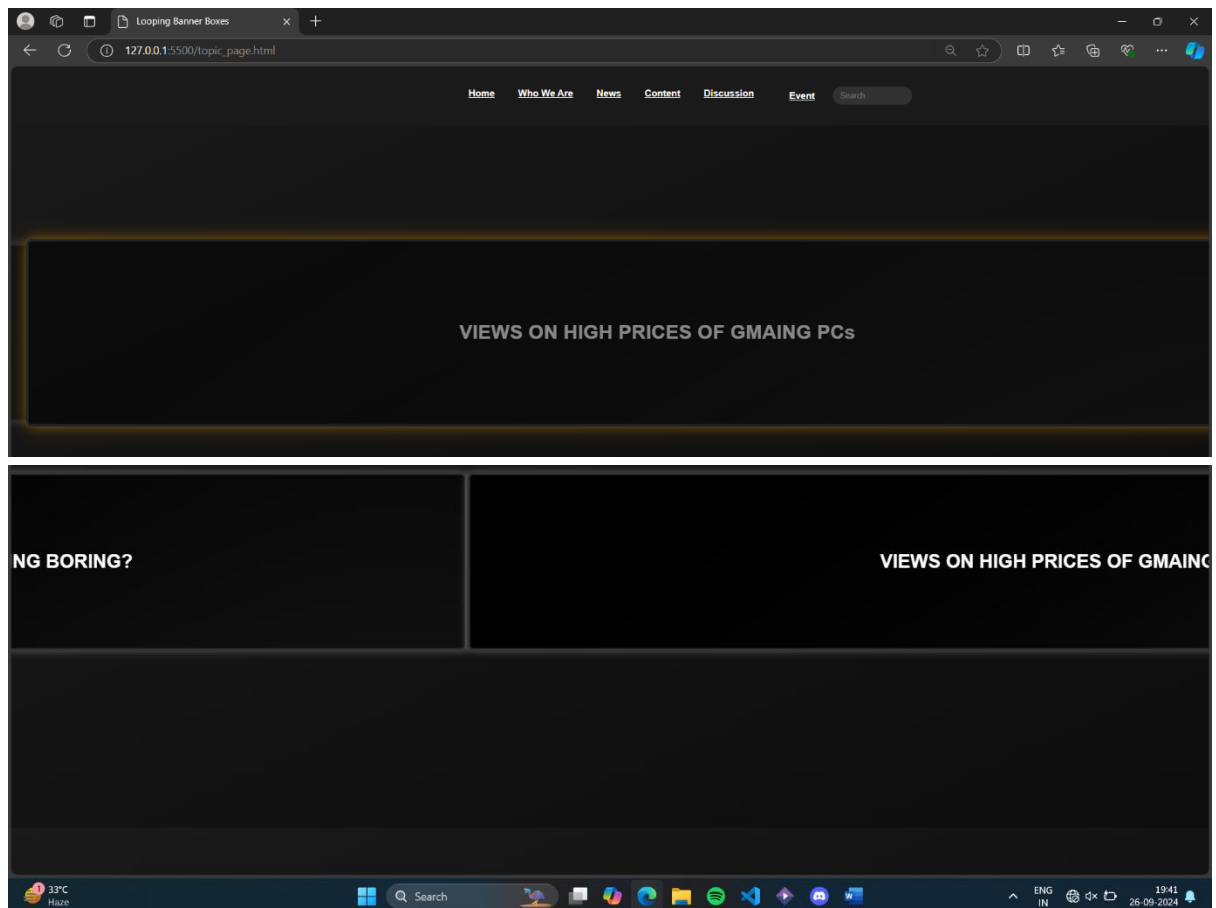 Looping Banner Boxes
127.0.0.1:5500/topic_page.html
Home Who We Are News Content Discussion Event Search
VIEWS ON HIGH PRICES OF GMAING PCs
NG BORING? VIEWS ON HIGH PRICES OF GMAING
1 33°C
Haze
Search
ENG
IN
19:41
26-09-2024